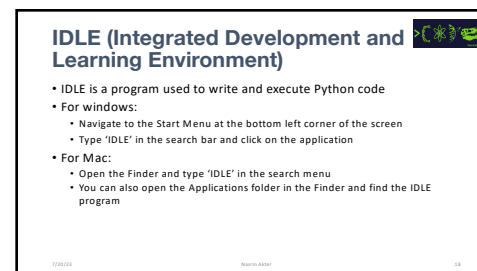 IDLE (Integrated Development and
Learning Environment)
• IDLE is a program used to write and execute Python code
• For windows:
• Navigate to the Start Menu at the bottom left corner of the screen
• Type ‘IDLE’ in the search bar and click on the application
• For Mac:
• Open the Finder and type ‘IDLE’ in the search menu
• You can also open the Applications folder in the Finder and find the IDLE
program
7/20/23
Nasrin Akter